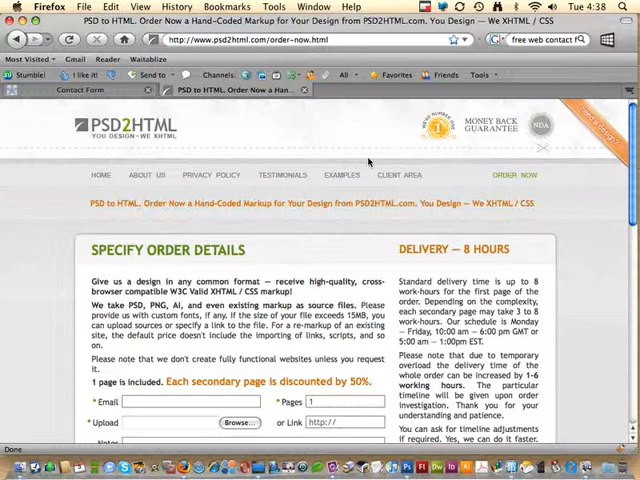 Firefox File Edit View History Bookmarks Tools Window Help Tue 4:38
PSD to HTML. Order Now a Hand-Coded Markup for Your Design from PSD2HTML.com. You Design — We XHTML / CSS
http://www.psd2html.com/order-now.html
free web contact f
Most Visited Gmail Reader Waitablize
Stumble! I like it! Send to Channels: All Favorites Friends Tools
Contact Form
PSD to HTML. Order Now a Han...
PSD2HTML
YOU DESIGN – WE XHTML
MONEY BACK
GUARANTEE
NDA
I need a design?
HOME ABOUT US PRIVACY POLICY TESTIMONIALS EXAMPLES CLIENT AREA ORDER NOW
PSD to HTML. Order Now a Hand-Coded Markup for Your Design from PSD2HTML.com. You Design — We XHTML / CSS
SPECIFY ORDER DETAILS
Give us a design in any common format — receive high-quality, cross-
browser compatible W3C Valid XHTML / CSS markup!
We take PSD, PNG, AI, and even existing markup as source files. Please
provide us with custom fonts, if any. If the size of your file exceeds 15MB, you
can upload sources or specify a link to the file. For a re-markup of an existing
site, the default price doesn't include the importing of links, scripts, and so
on.
Please note that we don't create fully functional websites unless you request
it.
1 page is included. Each secondary page is discounted by 50%.
* Email
* Pages 1
* Upload Browse...
or Link http://
Notes
DELIVERY — 8 HOURS
Standard delivery time is up to 8
work-hours for the first page of the
order. Depending on the complexity,
each secondary page may take 3 to 8
work-hours. Our schedule is Monday
— Friday, 10:00 am — 6:00 pm GMT or
5:00 am — 1:00pm EST.
Please note that due to temporary
overload the delivery time of the
whole order can be increased by 1-6
working hours. The particular
timeline will be given upon order
investigation. Thank you for your
understanding and patience.
You can ask for timeline adjustments
if required. Yes, we can do it faster.
Done